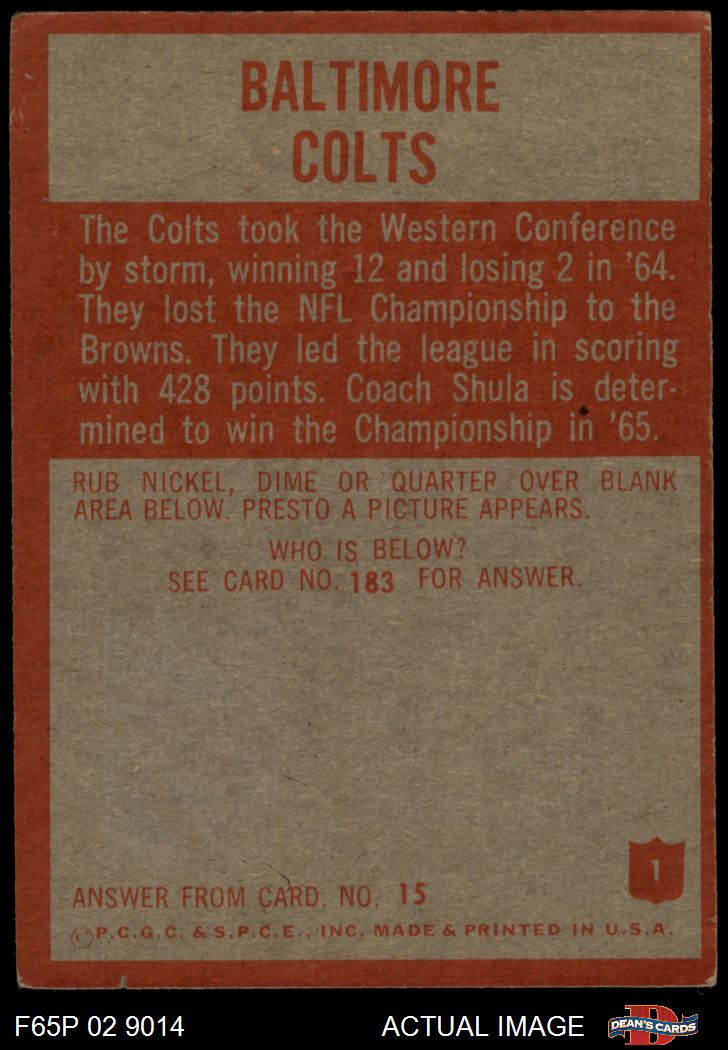 BALTIMORE
COLTS
The Colts took the Western Conference
by storm, winning 12 and losing 2 in '64.
They lost the NFL Championship to the
Browns. They led the league in scoring
with 428 points. Coach Shula is deter-
mined to win the Championship in '65.
RUB NICKEL, DIME OR QUARTER OVER BLANK
AREA BELOW. PRESTO A PICTURE APPEARS.
WHO IS BELOW?
SEE CARD NO. 183 FOR ANSWER.
1
ANSWER FROM CARD. NO. 15
© P.C.G.C. & S.P.C.E., INC. MADE & PRINTED IN U.S.A.
F65P 02 9014
ACTUAL IMAGE
D
DEAN'S CARDS